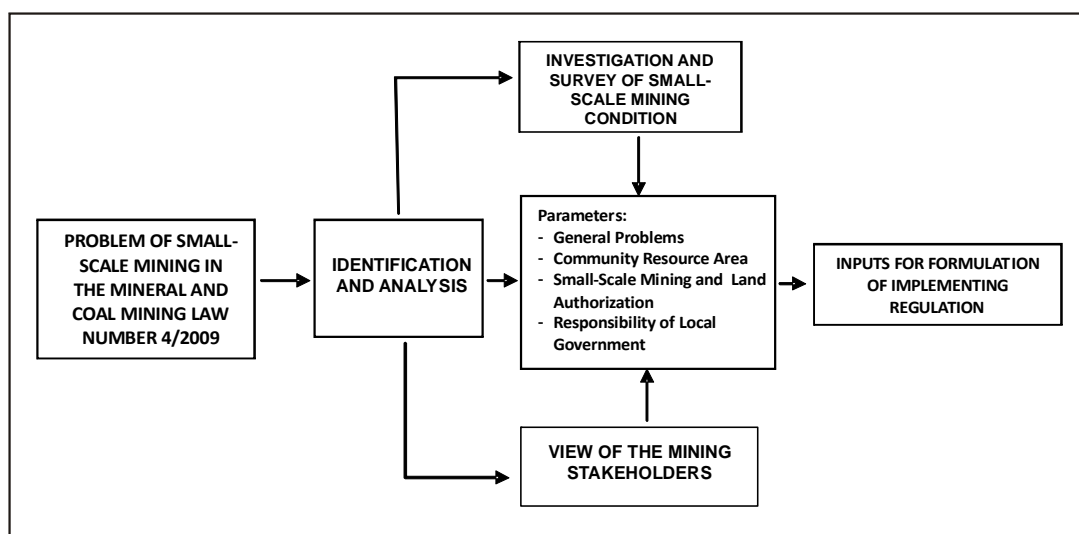 PROBLEM OF SMALL-
SCALE MINING IN
THE MINERAL AND
COAL MINING LAW
NUMBER 4/2009
IDENTIFICATION
AND ANALYSIS
INVESTIGATION AND
SURVEY OF SMALL-
SCALE MINING
CONDITION
Parameters:
- General Problems
- Community Resource Area
- Small-Scale Mining and Land
Authorization
- Responsibility of Local
Government
VIEW OF THE MINING
STAKEHOLDERS
INPUTS FOR FORMULATION
OF IMPLEMENTING
REGULATION